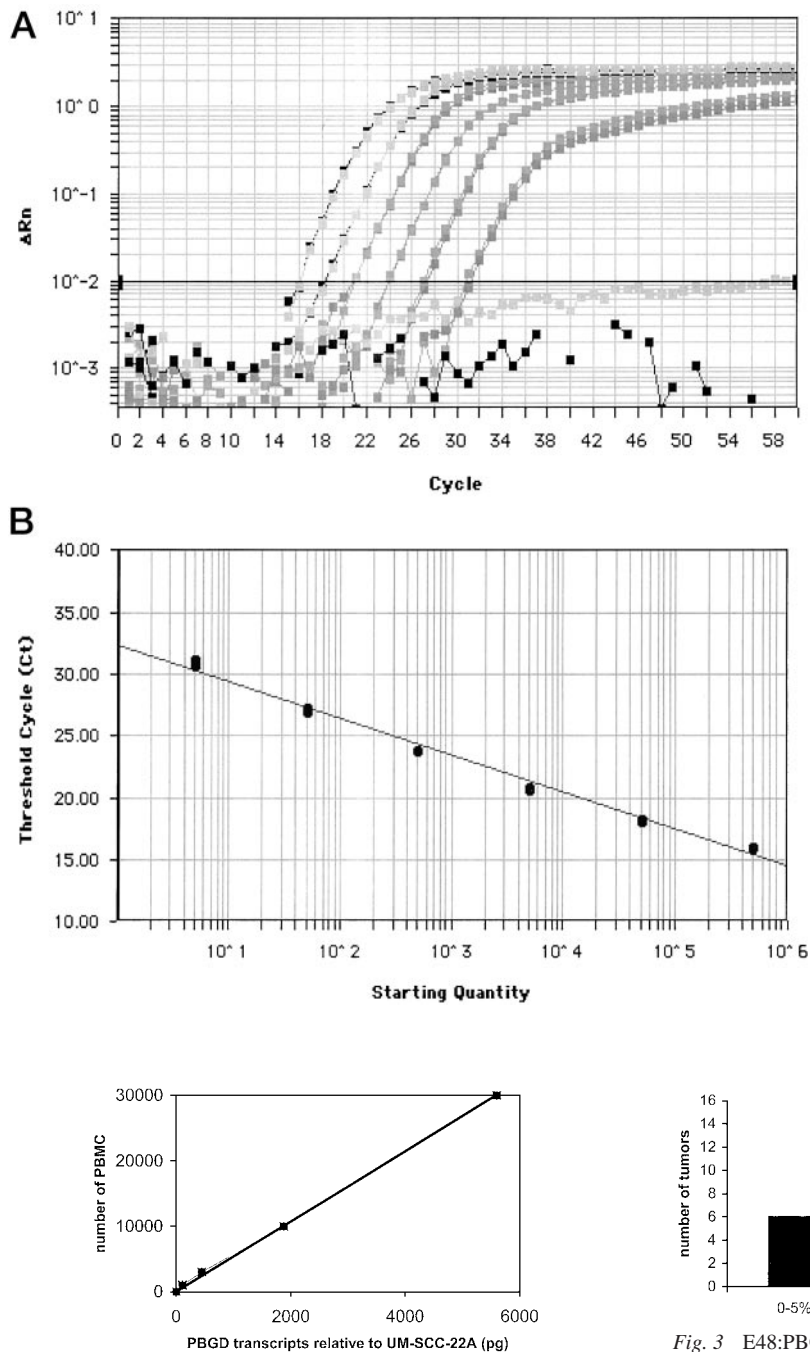 A
10^ 1
10^ 0
10^-1
10^-2
10^-3
ΔRn
0 2 4 6 8 10 14 18 22 26 30 34 38 42 46 50 54 58
Cycle
B
40.00
35.00
30.00
25.00
20.00
15.00
10.00
Threshold Cycle (Ct)
10^1 10^2 10^3 10^4 10^5 10^6
Starting Quantity
30000
20000
10000
0
number of PBMC
0 2000 4000 6000
PBGD transcripts relative to UM-SCC-22A (pg)
16
14
12
10
8
6
4
2
0
number of tumors
0-5%
Fig. 3 E48:PB